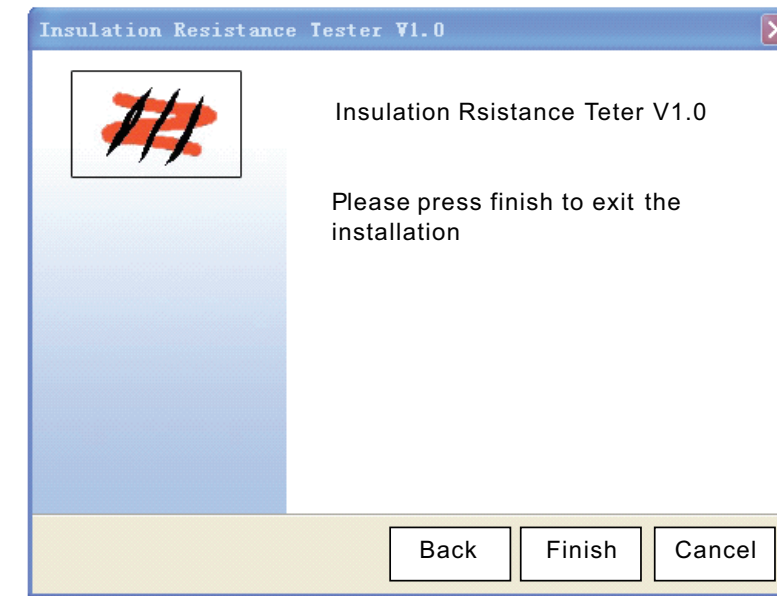 Insulation Resistance Tester V1.0
Insulation Rsistance Teter V1.0
Please press finish to exit the
installation
Back Finish Cancel